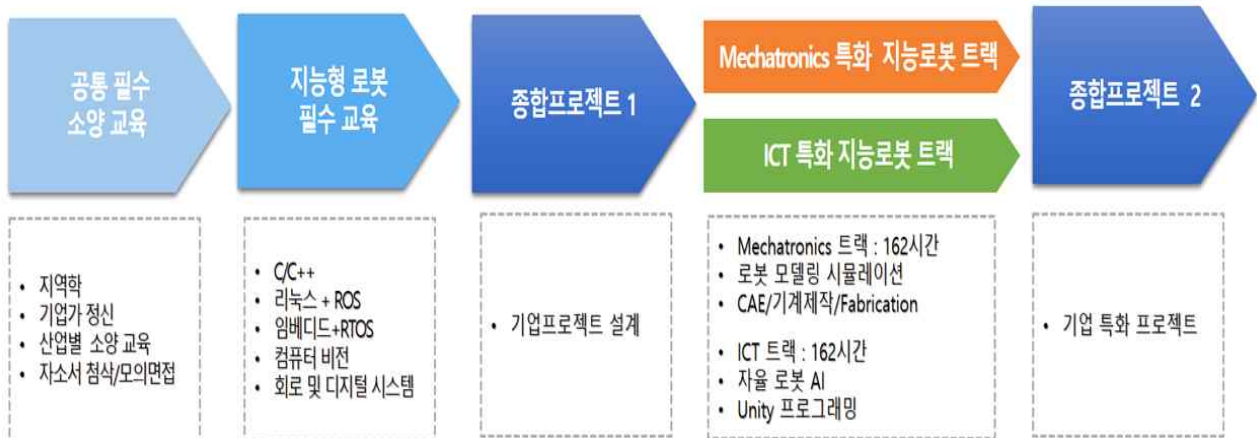 공통 필수
소양 교육
지능형 로봇
필수 교육
종합프로젝트 1
Mechatronics 특화 지능로봇 트랙
ICT 특화 지능로봇 트랙
종합프로젝트 2
• 지역학
• 기업가 정신
• 산업별 소양 교육
• 자소서 첨삭/모의면접
• C/C++
• 리눅스 + ROS
• 임베디드+RTOS
• 컴퓨터 비전
• 회로 및 디지털 시스템
• 기업프로젝트 설계
• Mechatronics 트랙 : 162시간
• 로봇 모델링 시뮬레이션
• CAE/기계제작/Fabrication
• ICT 트랙 : 162시간
• 자율 로봇 AI
• Unity 프로그래밍
• 기업 특화 프로젝트